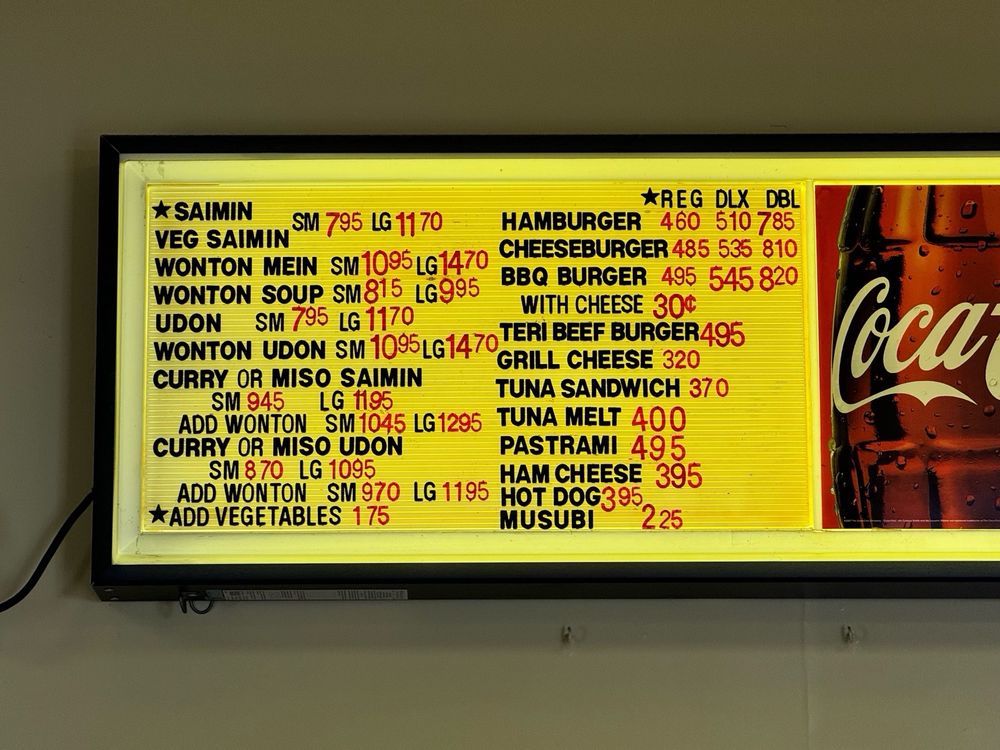 ★SAIMIN
SM 795 LG 1170
VEG SAIMIN
WONTON MEIN SM 1095 LG 1470
WONTON SOUP SM 815 LG 995
UDON SM 795 LG 1170
WONTON UDON SM 1095 LG 1470
CURRY OR MISO SAIMIN
SM 945 LG 1195
ADD WONTON SM 1045 LG 1295
CURRY OR MISO UDON
SM 870 LG 1095
ADD WONTON SM 970 LG 1195
★ADD VEGETABLES 175
★REG DLX DBL
HAMBURGER 460 510 785
CHEESEBURGER 485 535 810
BBQ BURGER 495 545 820
WITH CHEESE 30¢
TERI BEEF BURGER 495
GRILL CHEESE 320
TUNA SANDWICH 370
TUNA MELT 400
PASTRAMI 495
HAM CHEESE 395
HOT DOG 395
MUSUBI 225
Coca